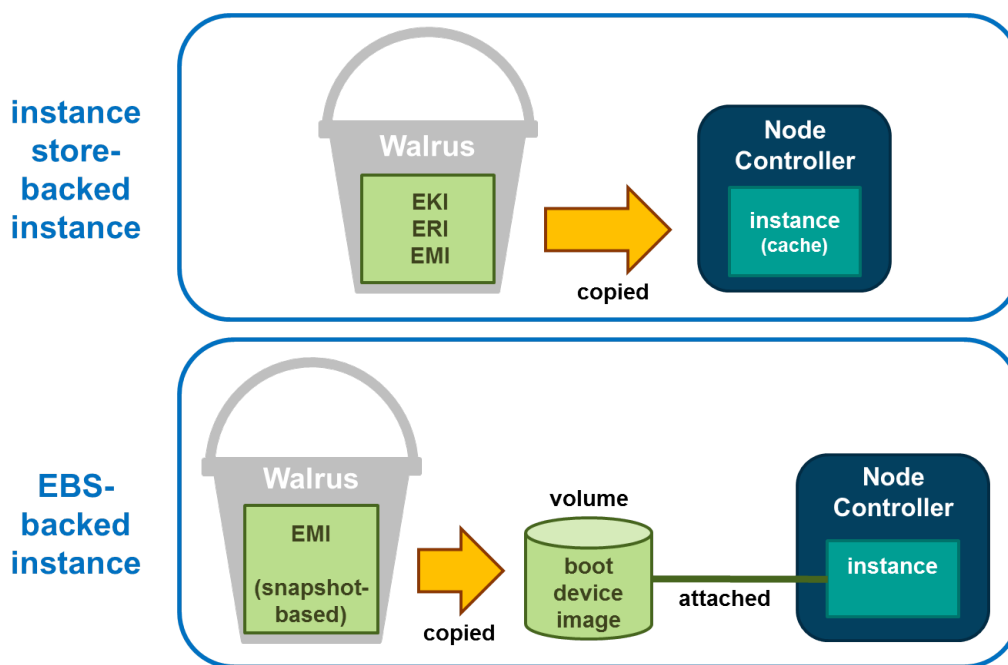 instance
store-
backed
instance
Walrus
EKI
ERI
EMI
copied
Node
Controller
instance
(cache)
EBS-
backed
instance
Walrus
EMI
(snapshot-
based)
copied
volume
boot
device
image
attached
Node
Controller
instance